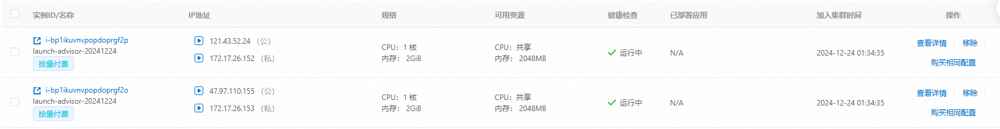 实例ID/名称 IP地址 规格 可用资源 健康检查 已部署应用 加入集群时间 操作
i-bp1ikuvnvpopdoprgf2p
launch-advisor-20241224
按量付费
121.43.52.24 (公)
172.17.26.152 (私)
CPU：1 核
内存： 2GiB
CPU：共享
内存： 2048MB
运行中
N/A
2024-12-24 01:34:35
查看详情 移除
购买相同配置
i-bp1ikuvnvpopdoprgf2o
launch-advisor-20241224
按量付费
47.97.110.155 (公)
172.17.26.153 (私)
CPU：1 核
内存： 2GiB
CPU：共享
内存： 2048MB
运行中
N/A
2024-12-24 01:34:35
查看详情 移除
购买相同配置